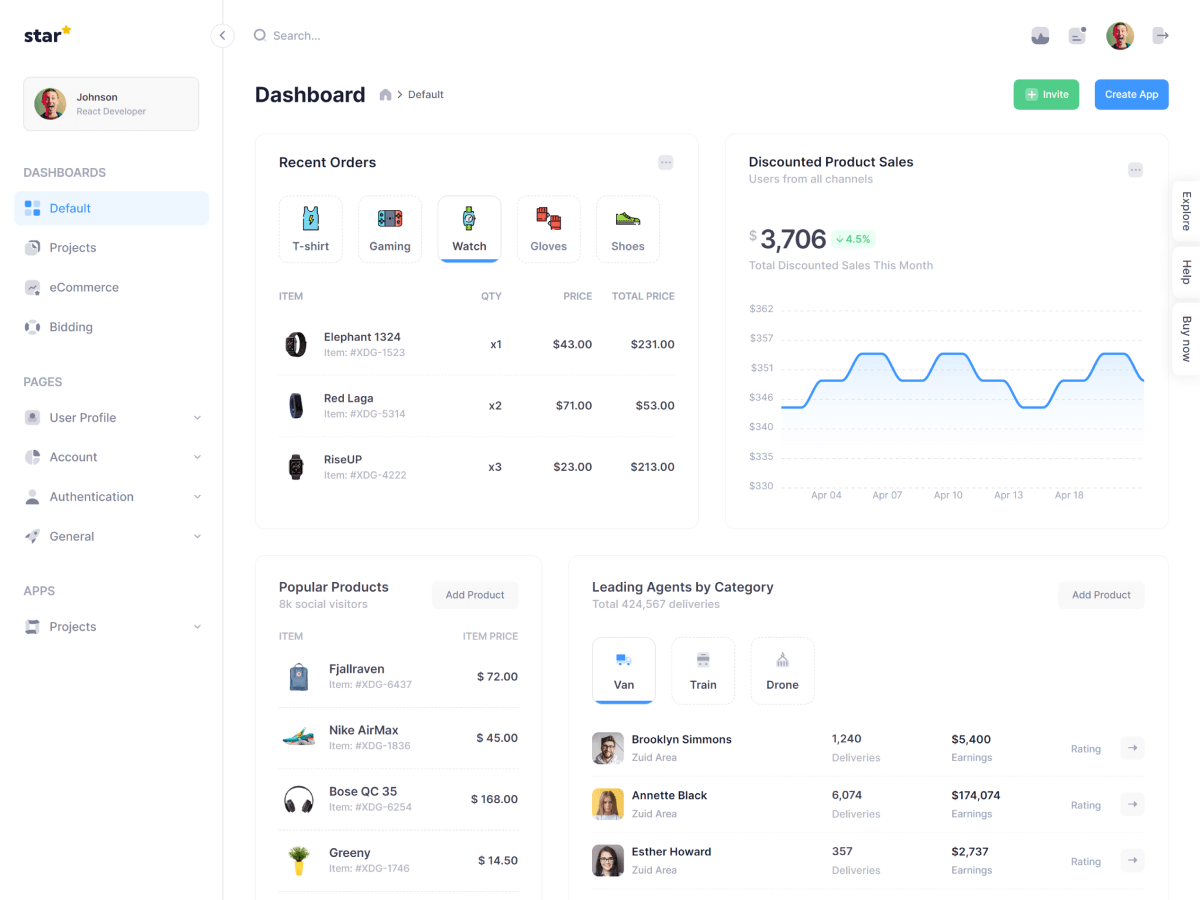 star
Johnson
React Developer
DASHBOARDS
Default
Projects
eCommerce
Bidding
PAGES
User Profile
Account
Authentication
General
APPS
Projects
Search...
Dashboard
Default
Invite
Create App
Recent Orders
T-shirt
Gaming
Watch
Gloves
Shoes
ITEM QTY PRICE TOTAL PRICE
Elephant 1324
Item: #XDG-1523
x1 $43.00 $231.00
Red Laga
Item: #XDG-5314
x2 $71.00 $53.00
RiseUP
Item: #XDG-4222
x3 $23.00 $213.00
Discounted Product Sales
Users from all channels
$ 3,706 4.5%
Total Discounted Sales This Month
$362
$357
$351
$346
$340
$335
$330
Apr 04 Apr 07 Apr 10 Apr 13 Apr 18
Explore
Help
Buy now
Popular Products
8k social visitors
Add Product
ITEM ITEM PRICE
Fjallraven
Item: #XDG-6437
$ 72.00
Nike AirMax
Item: #XDG-1836
$ 45.00
Bose QC 35
Item: #XDG-6254
$ 168.00
Greeny
Item: #XDG-1746
$ 14.50
Leading Agents by Category
Total 424,567 deliveries
Add Product
Van
Train
Drone
Brooklyn Simmons
Zuid Area
1,240
Deliveries
$5,400
Earnings
Rating
Annette Black
Zuid Area
6,074
Deliveries
$174,074
Earnings
Rating
Esther Howard
Zuid Area
357
Deliveries
$2,737
Earnings
Rating